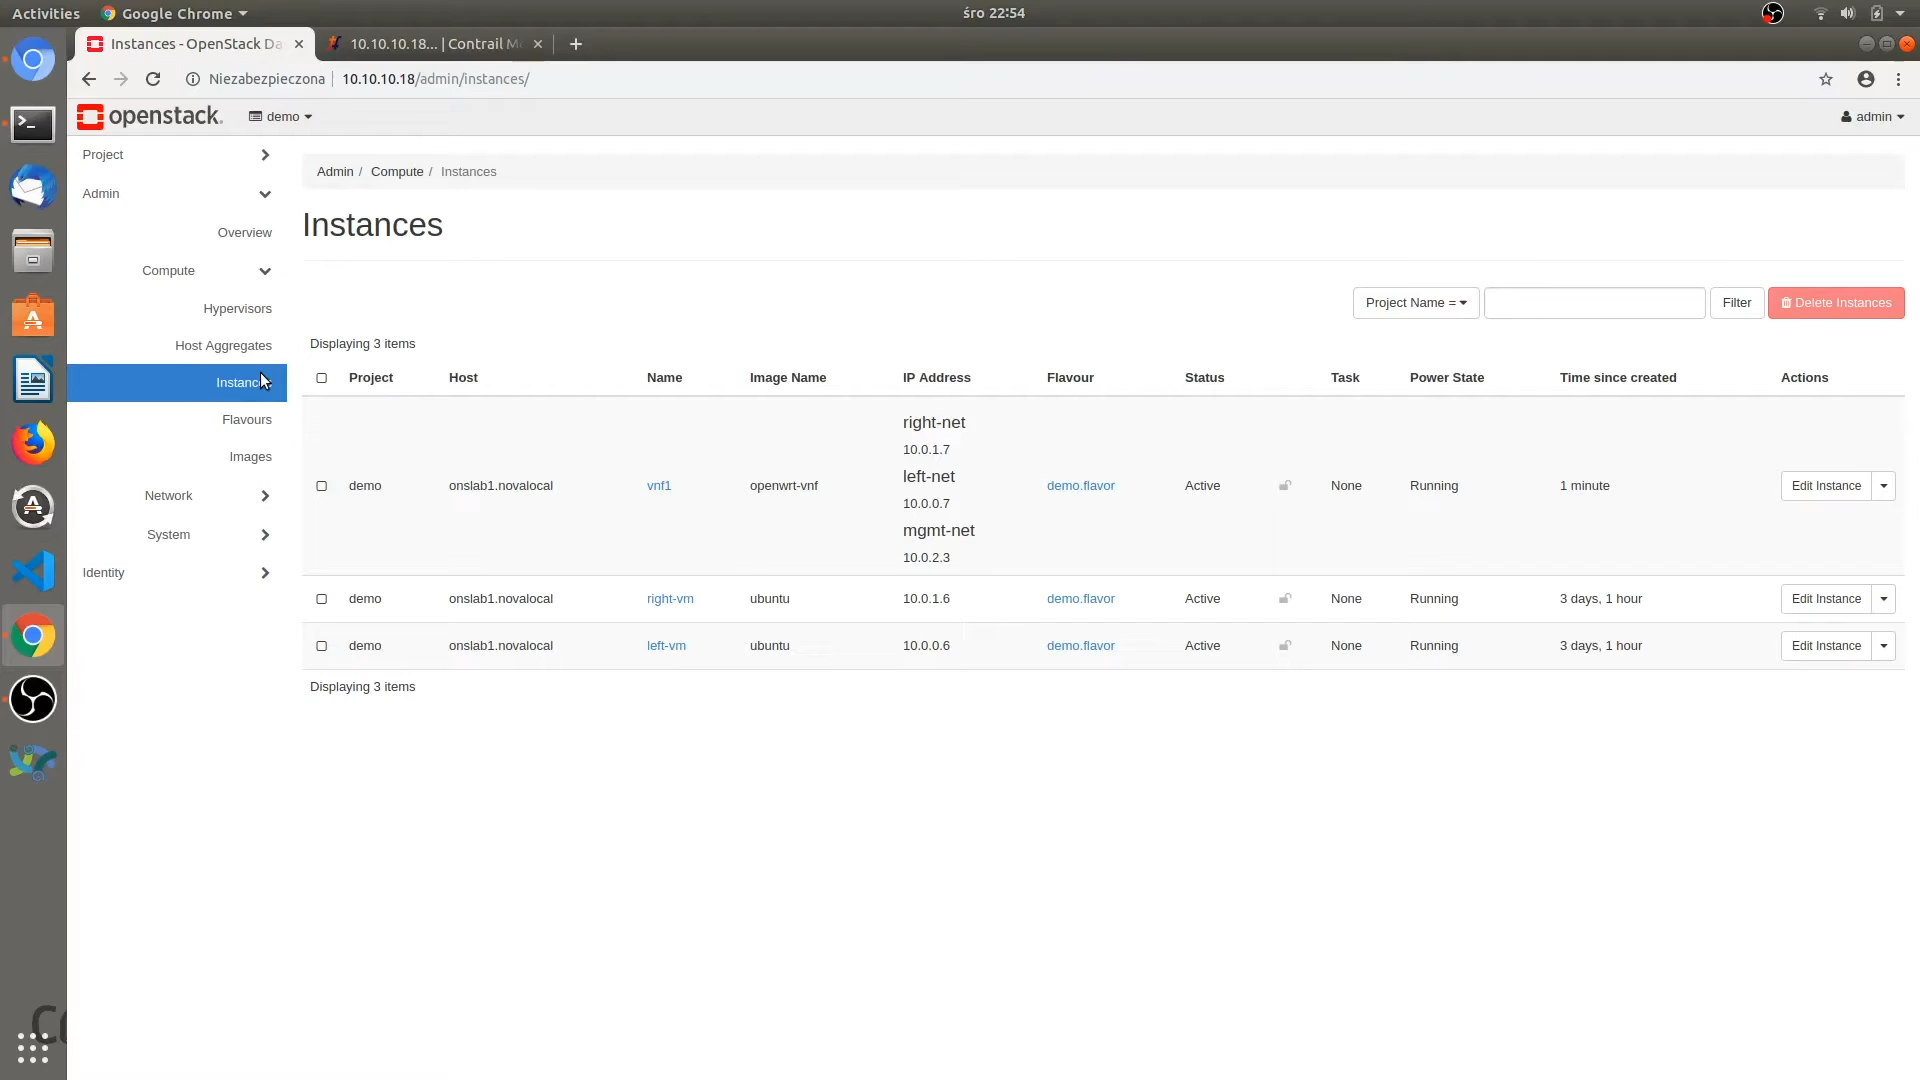 Activities
Google Chrome
śro 22:54
Instances - OpenStack Da
10.10.10.18... | Contrail M
Niezabezpieczona
10.10.10.18/admin/instances/
openstack.
demo
admin
Project
Admin
Overview
Compute
Hypervisors
Host Aggregates
Instances
Flavours
Images
Network
System
Identity
Admin / Compute / Instances
Instances
Project Name =
Filter
Delete Instances
Displaying 3 items
Project Host Name Image Name IP Address Flavour Status Task Power State Time since created Actions
right-net
10.0.1.7
left-net
demo onslab1.novalocal vnf1 openwrt-vnf demo.flavor Active None Running 1 minute Edit Instance
10.0.0.7
mgmt-net
10.0.2.3
demo onslab1.novalocal right-vm ubuntu 10.0.1.6 demo.flavor Active None Running 3 days, 1 hour Edit Instance
demo onslab1.novalocal left-vm ubuntu 10.0.0.6 demo.flavor Active None Running 3 days, 1 hour Edit Instance
Displaying 3 items